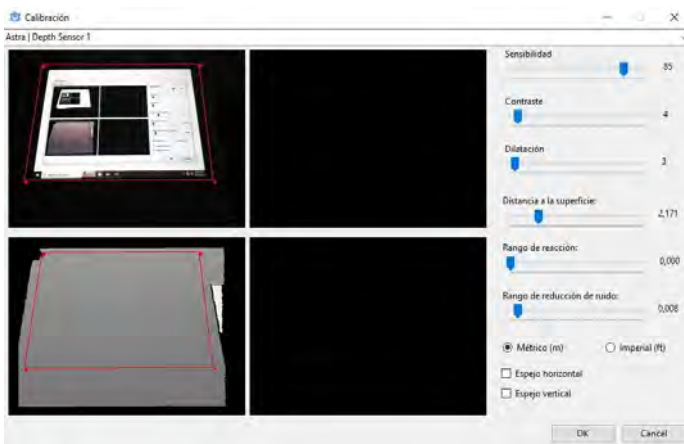 Calibración
Astra | Depth Sensor 1
Sensibilidad
85
Contraste
4
Dilatación
3
Distancia a la superficie:
2,171
Rango de reacción:
0,000
Rango de reducción de ruido:
0,008
Métrico (m)
Imperial (ft)
Espejo horizontal
Espejo vertical
OK
Cancel